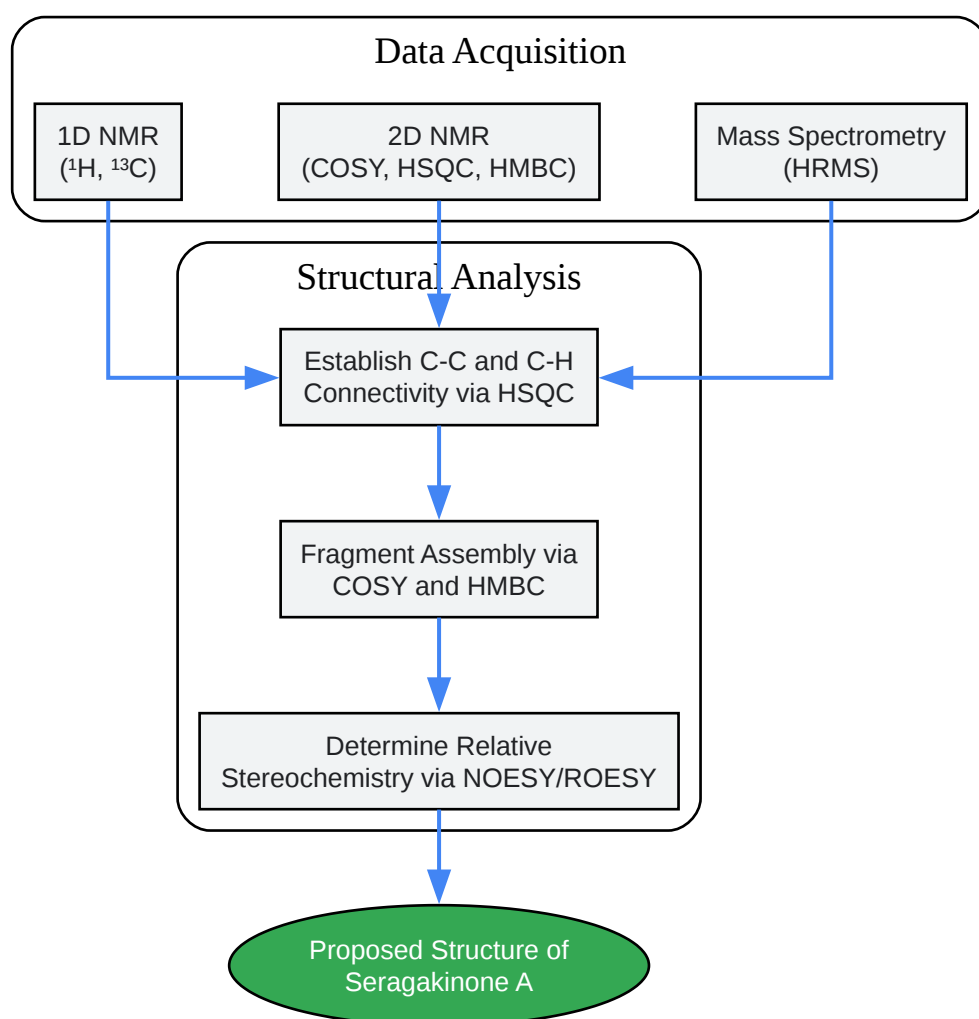 Data Acquisition
1D NMR
(¹H, ¹³C)
2D NMR
(COSY, HSQC, HMBC)
Mass Spectrometry
(HRMS)
Structural Analysis
Establish C-C and C-H
Connectivity via HSQC
Fragment Assembly via
COSY and HMBC
Determine Relative
Stereochemistry via NOESY/ROESY
Proposed Structure of
Seragakinone A